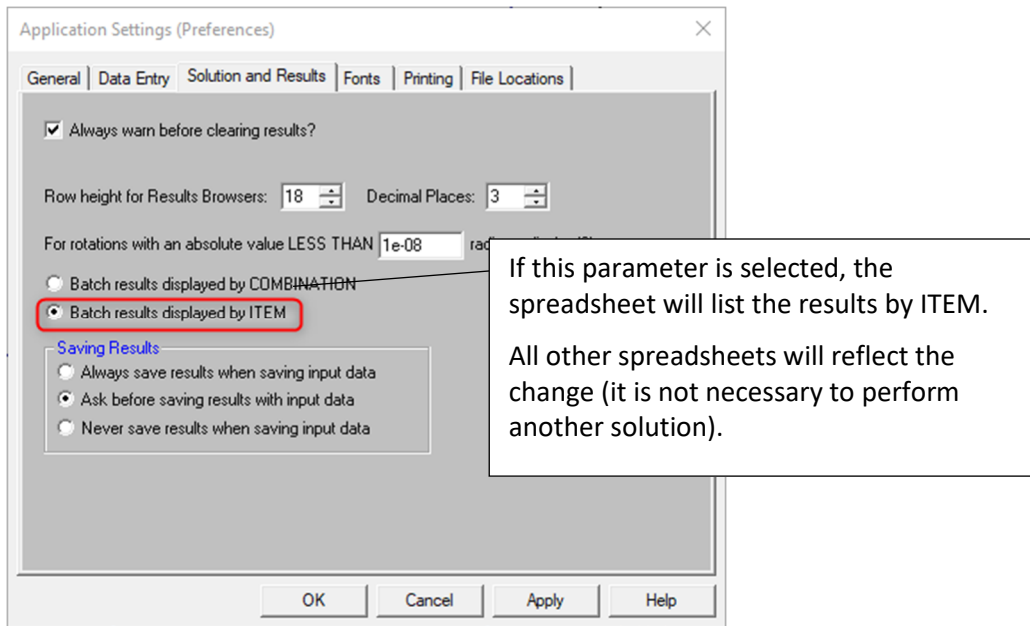 Application Settings (Preferences)
General Data Entry Solution and Results Fonts Printing File Locations
Always warn before clearing results?
Row height for Results Browsers: 18 Decimal Places: 3
For rotations with an absolute value LESS THAN 1e-08
Batch results displayed by COMBINATION
Batch results displayed by ITEM
If this parameter is selected, the
spreadsheet will list the results by ITEM.
All other spreadsheets will reflect the
change (it is not necessary to perform
another solution).
Saving Results
Always save results when saving input data
Ask before saving results with input data
Never save results when saving input data
OK Cancel Apply Help